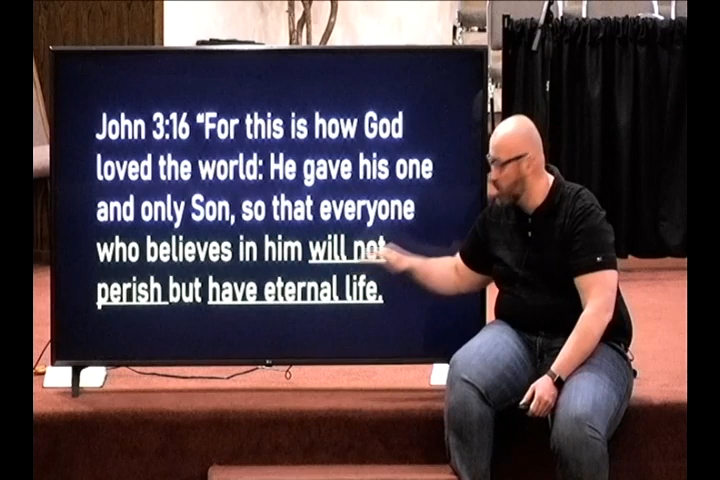 John 3:16 “For this is how God
loved the world: He gave his one
and only Son, so that everyone
who believes in him will not
perish but have eternal life.